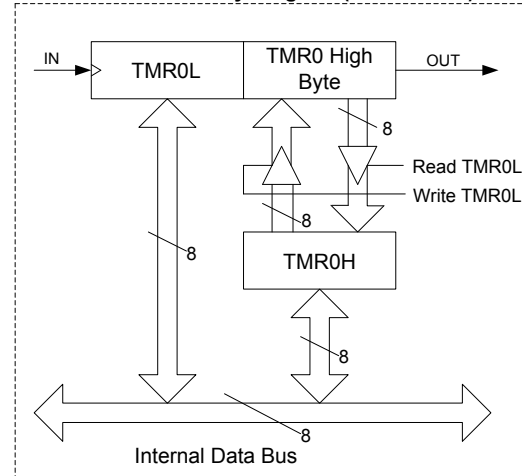 IN
TMR0L
TMR0 High
Byte
OUT
8
Read TMR0L
Write TMR0L
8
8
TMR0H
8
8
Internal Data Bus